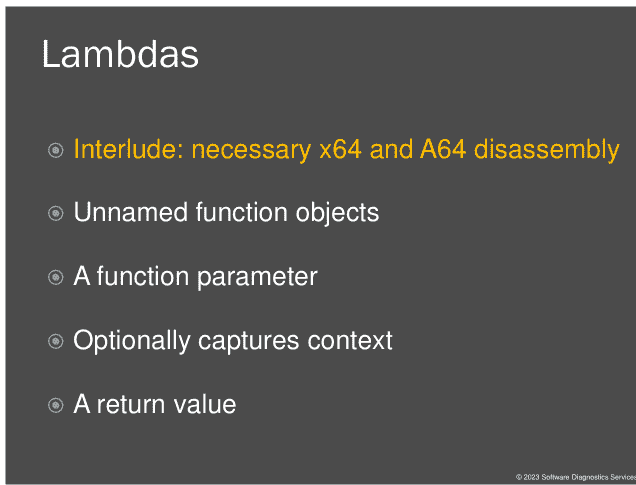 Lambdas
Interlude: necessary x64 and A64 disassembly
Unnamed function objects
A function parameter
Optionally captures context
A return value
© 2023 Software Diagnostics Services